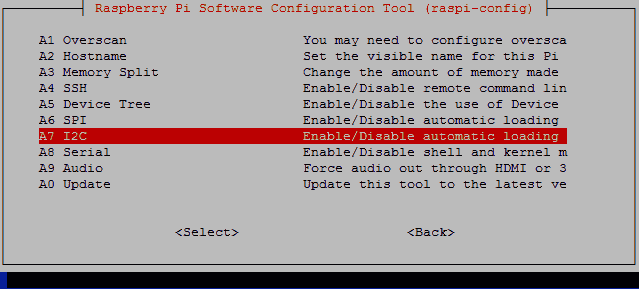 Raspberry Pi Software Configuration Tool (raspi-config)
A1 Overscan You may need to configure oversca
A2 Hostname Set the visible name for this Pi
A3 Memory Split Change the amount of memory made
A4 SSH Enable/Disable remote command lin
A5 Device Tree Enable/Disable the use of Device
A6 SPI Enable/Disable automatic loading
A7 I2C Enable/Disable automatic loading
A8 Serial Enable/Disable shell and kernel m
A9 Audio Force audio out through HDMI or 3
A0 Update Update this tool to the latest ve
<Select> <Back>